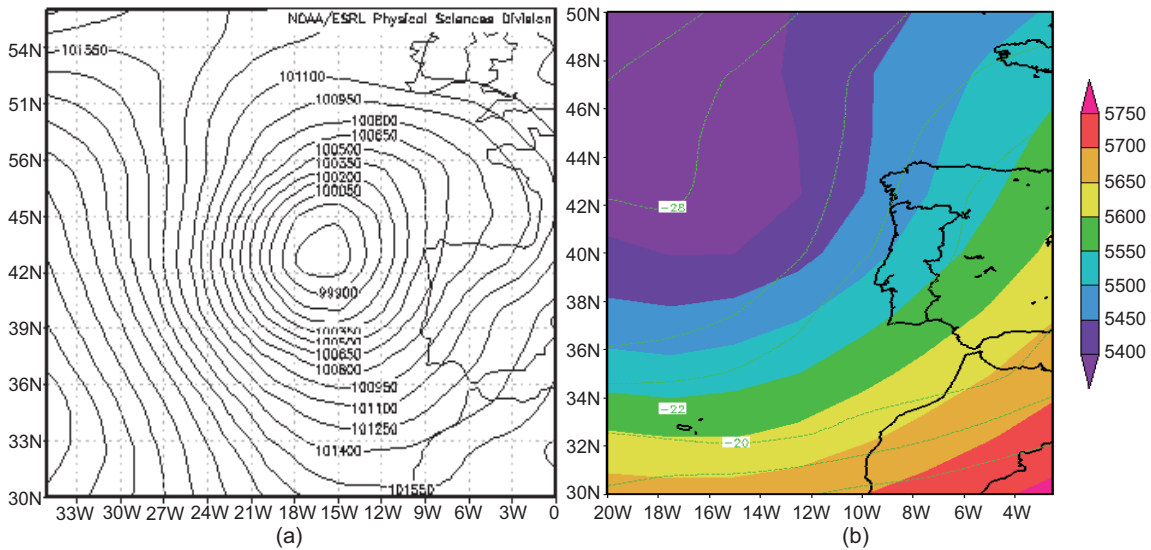 NOAA/ESRL Physical Sciences Division
54N
51N
56N
45N
42N
39N
36N
33N
30N
101550
101100
100950
100800
100650
100500
100350
100200
100050
99900
100350
100500
100650
100800
100950
101100
101250
101400
101550
33W 30W 27W 24W 21W 18W 15W 12W 9W 6W 3W 0
(a)
50N
48N
46N
44N
42N
40N
38N
36N
34N
32N
30N
-28
-22
-20
20W 18W 16W 14W 12W 10W 8W 6W 4W
(b)
5750
5700
5650
5600
5550
5500
5450
5400